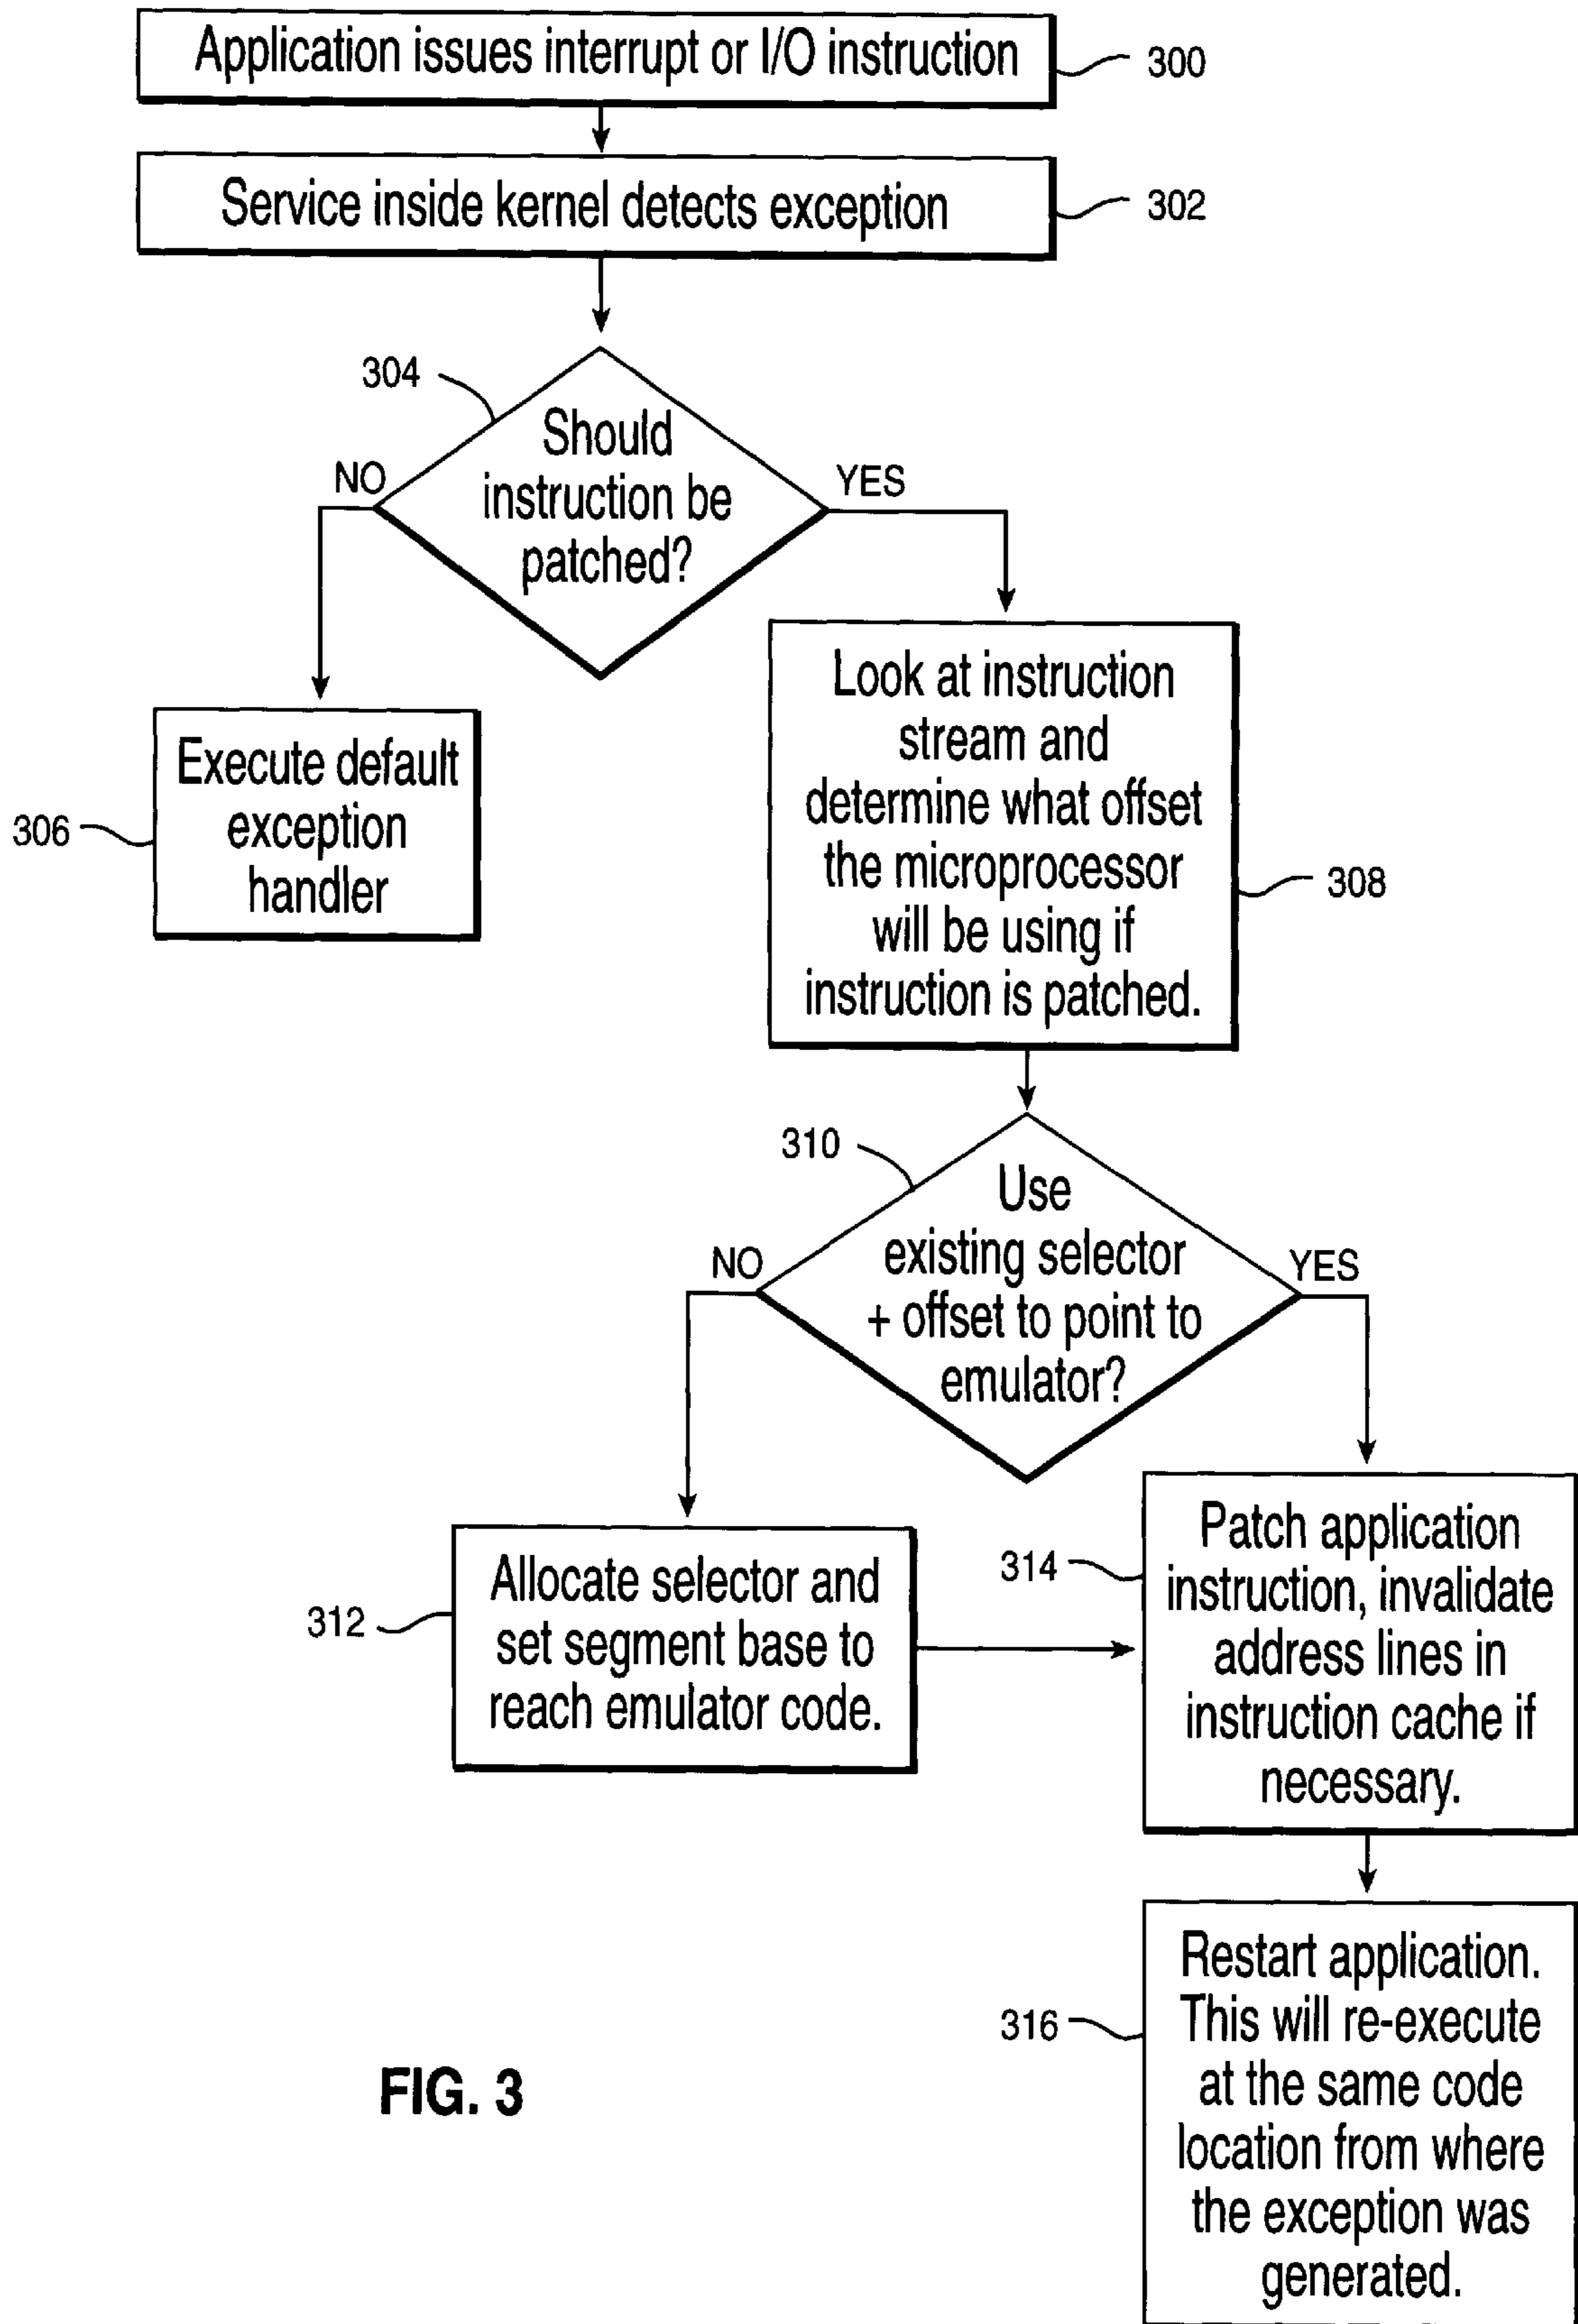 Application issues interrupt or I/O instruction
300
Service inside kernel detects exception
302
304
Should
instruction be
patched?
NO
YES
Execute default
exception
handler
306
Look at instruction
stream and
determine what offset
the microprocessor
will be using if
instruction is patched.
308
310
Use
existing selector
+ offset to point to
emulator?
NO
YES
312
Allocate selector and
set segment base to
reach emulator code.
314
Patch application
instruction, invalidate
address lines in
instruction cache if
necessary.
316
Restart application.
This will re-execute
at the same code
location from where
the exception was
generated.
FIG. 3